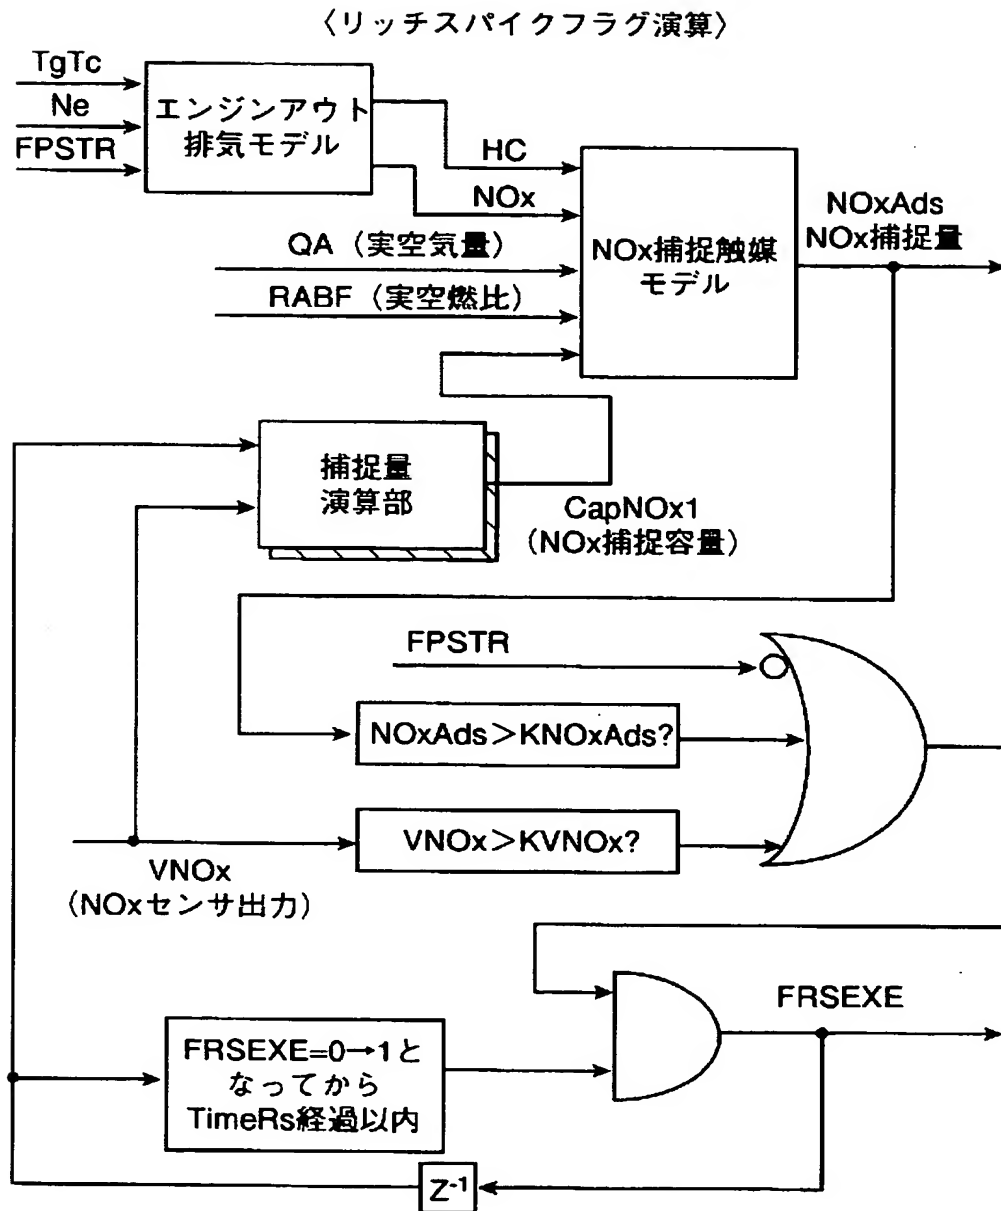 〈リッチスパイクフラグ演算〉
TgTc
Ne
FPSTR
エンジンアウト
排気モデル
HC
NOx
QA（実空気量）
RABF（実空燃比）
NOx捕捉触媒
モデル
NOxAds
NOx捕捉量
捕捉量
演算部
CapNOx1
（NOx捕捉容量）
FPSTR
NOxAds＞KNOxAds?
VNOx＞KVNOx?
VNOx
（NOxセンサ出力）
FRSEXE
FRSEXE=0→1と
なってから
TimeRs経過以内
Z⁻¹